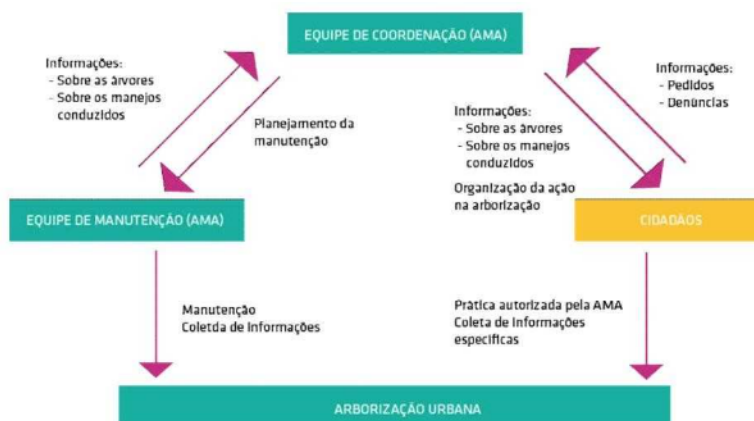 EQUIPE DE COORDENAÇÃO (AMA)
Informações:
- Sobre as árvores
- Sobre os manejos
conduzidos
Planejamento da
manutenção
Informações:
- Sobre as árvores
- Sobre os manejos
conduzidos
Organização da ação
na arborização
Informações:
- Pedidos
- Denúncias
EQUIPE DE MANUTENÇÃO (AMA)
CIDADÃOS
Manutenção
Coletda de Informações
Prática autorizada pela AMA
Coleta de Informações
específicas
ARBORIZAÇÃO URBANA